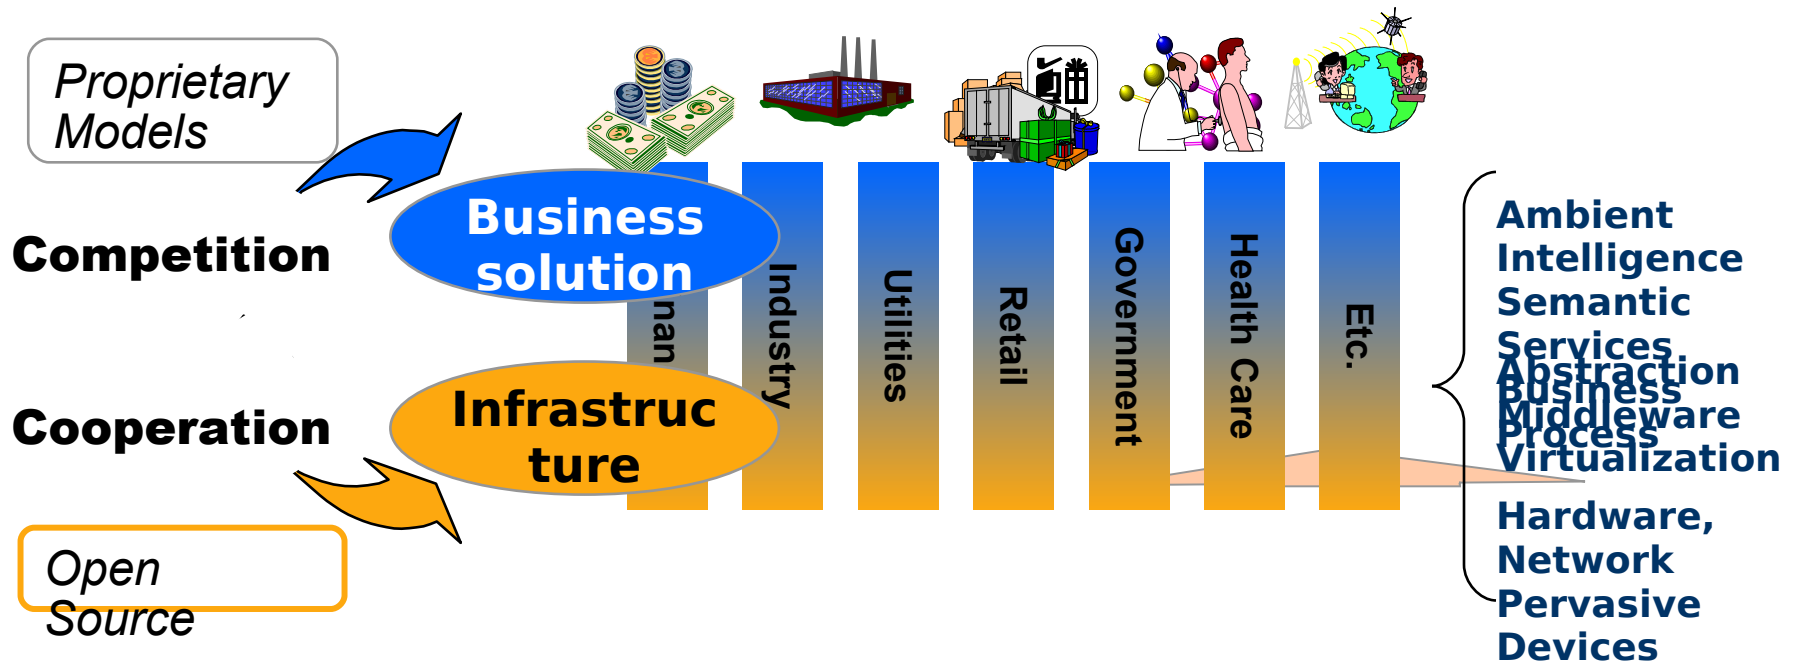 Proprietary
Models
Competition
Cooperation
Open
Source
Business
solution
Infrastruc
ture
nan
Industry
Utilities
Retail
Government
Health Care
Etc.
Ambient
Intelligence
Semantic
Services
Business
Process
Abstraction
Middleware
Virtualization
Hardware,
Network
Pervasive
Devices